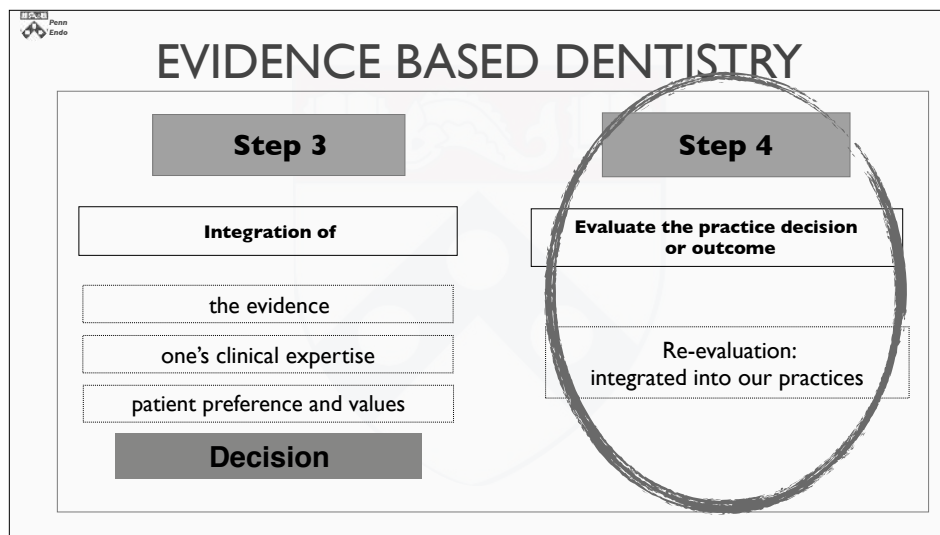 Penn
Endo
EVIDENCE BASED DENTISTRY
Step 3
Integration of
the evidence
one's clinical expertise
patient preference and values
Decision
Step 4
Evaluate the practice decision
or outcome
Re-evaluation:
integrated into our practices